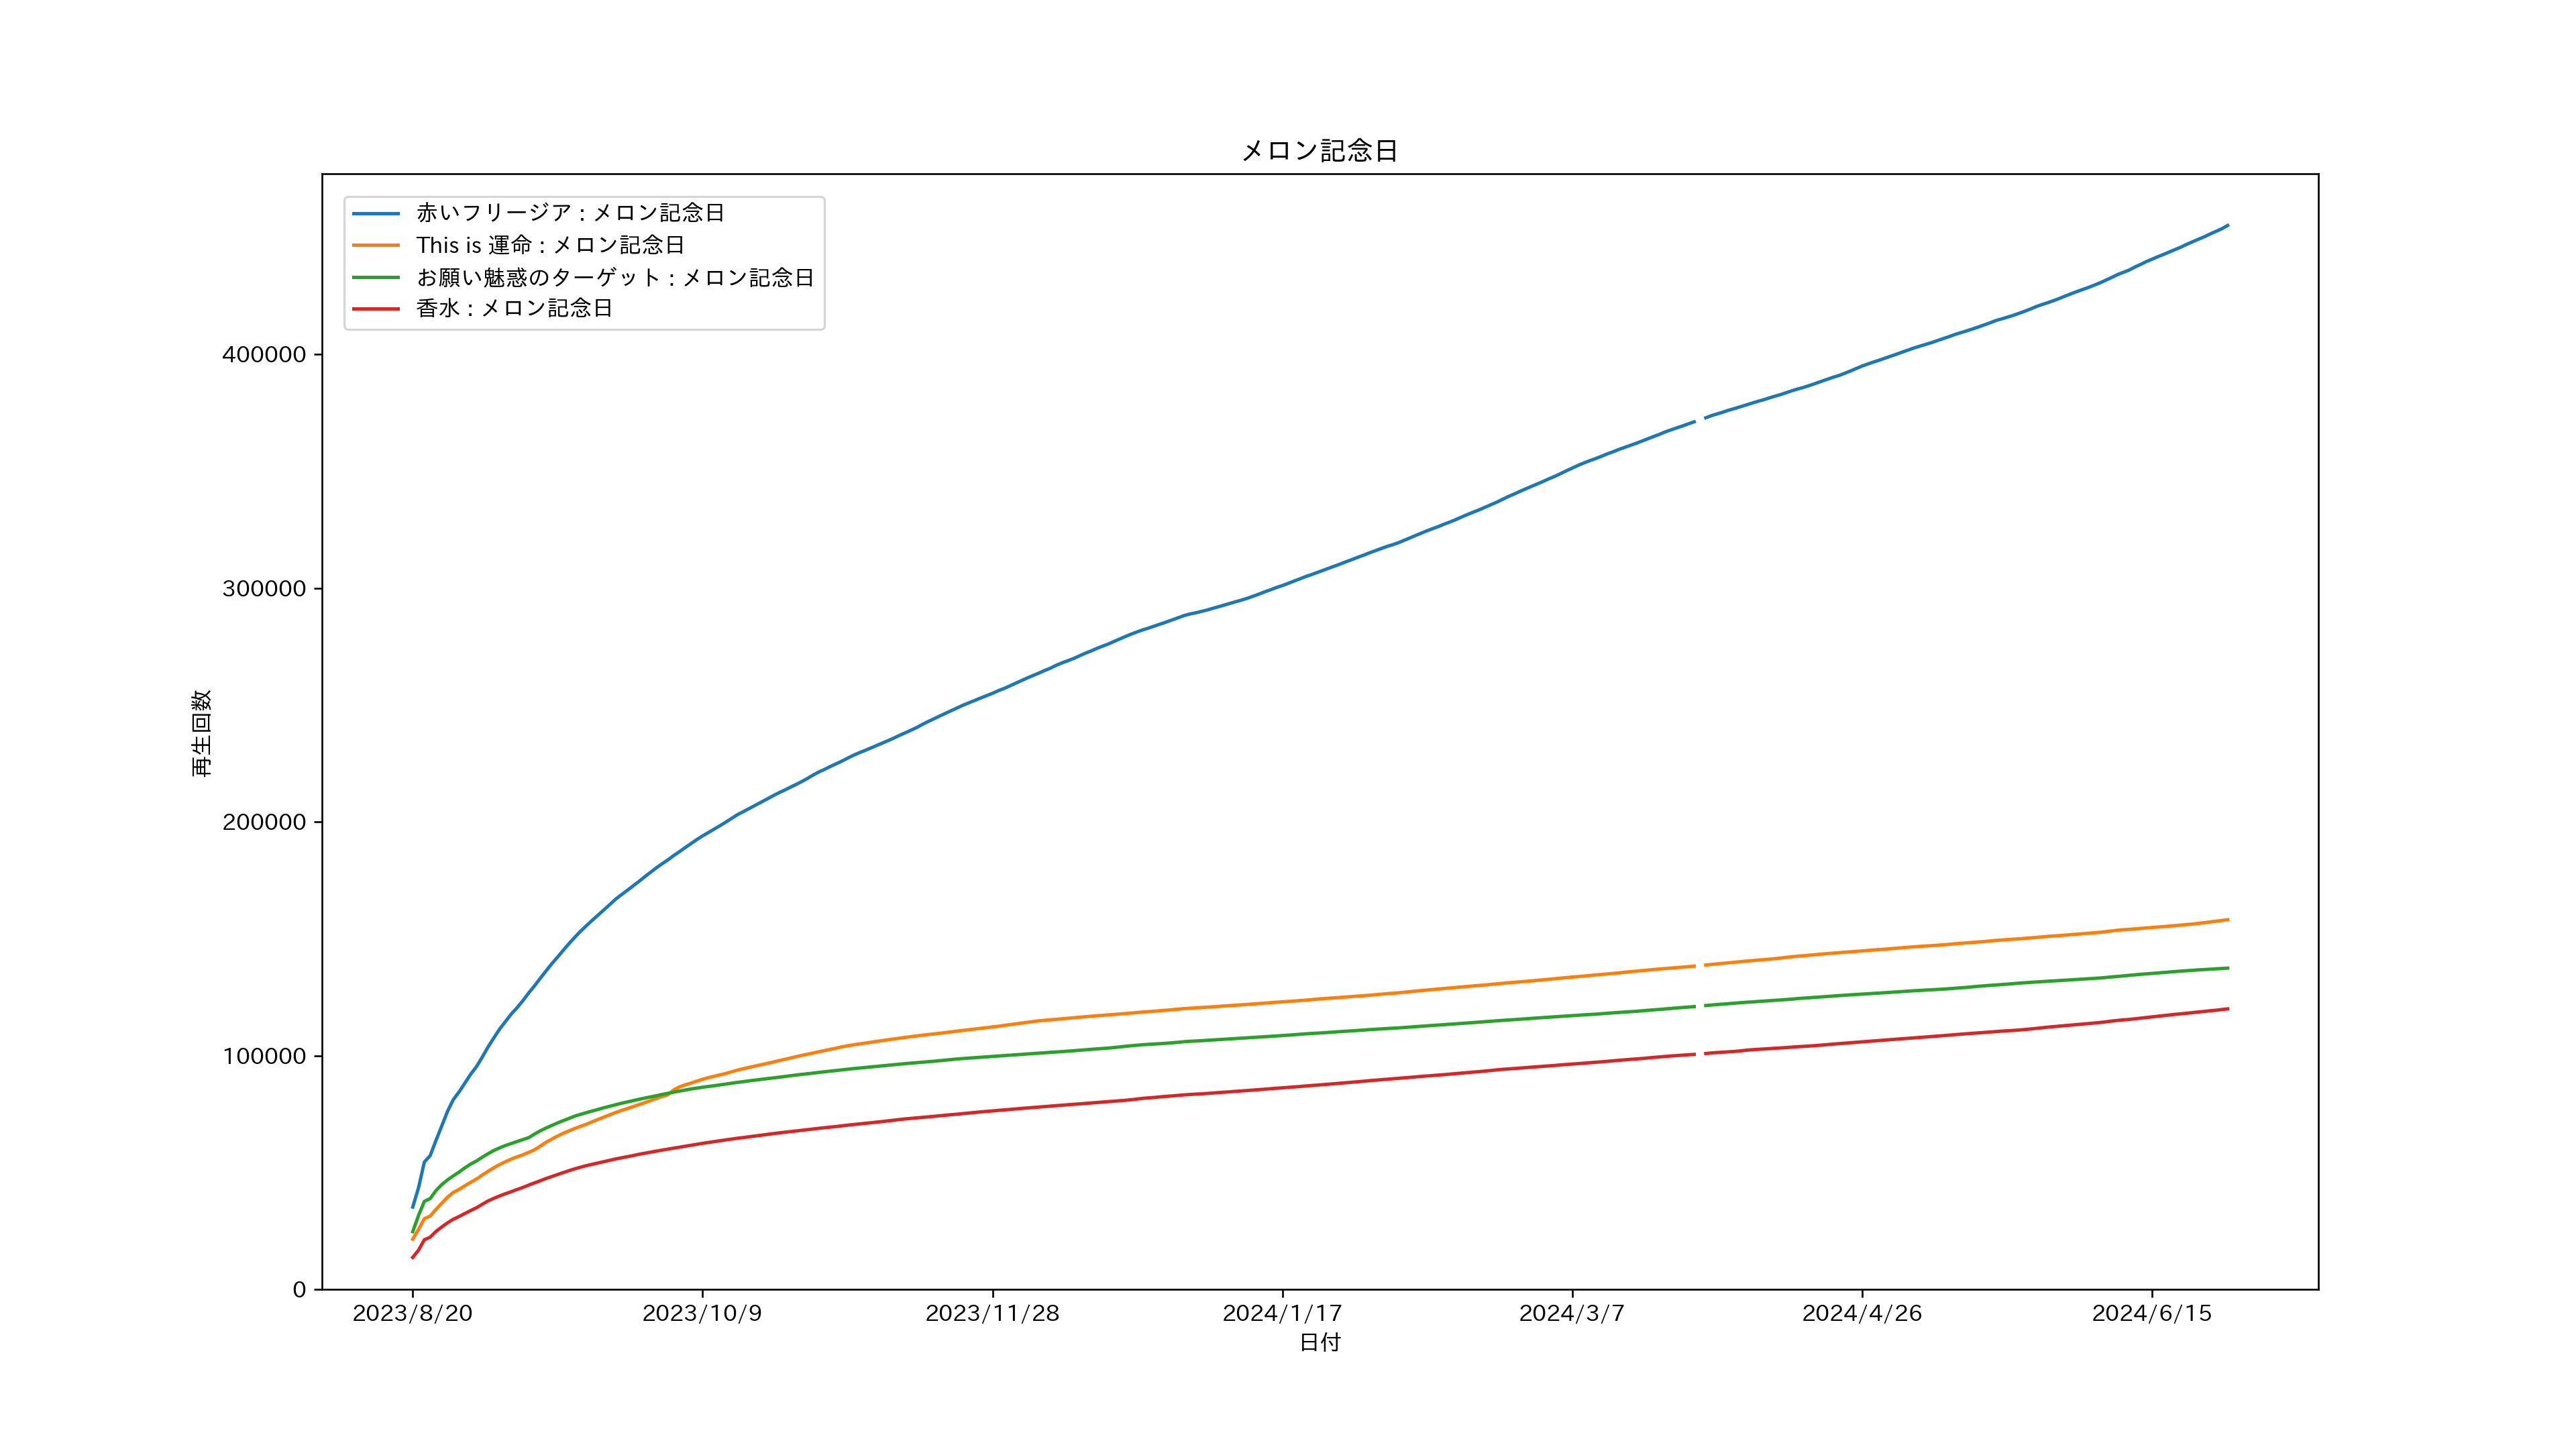 メロン記念日
赤いフリージア : メロン記念日
This is 運命 : メロン記念日
お願い魅惑のターゲット : メロン記念日
香水 : メロン記念日
400000
300000
200000
100000
0
再生回数
2023/8/20
2023/10/9
2023/11/28
2024/1/17
2024/3/7
2024/4/26
2024/6/15
日付